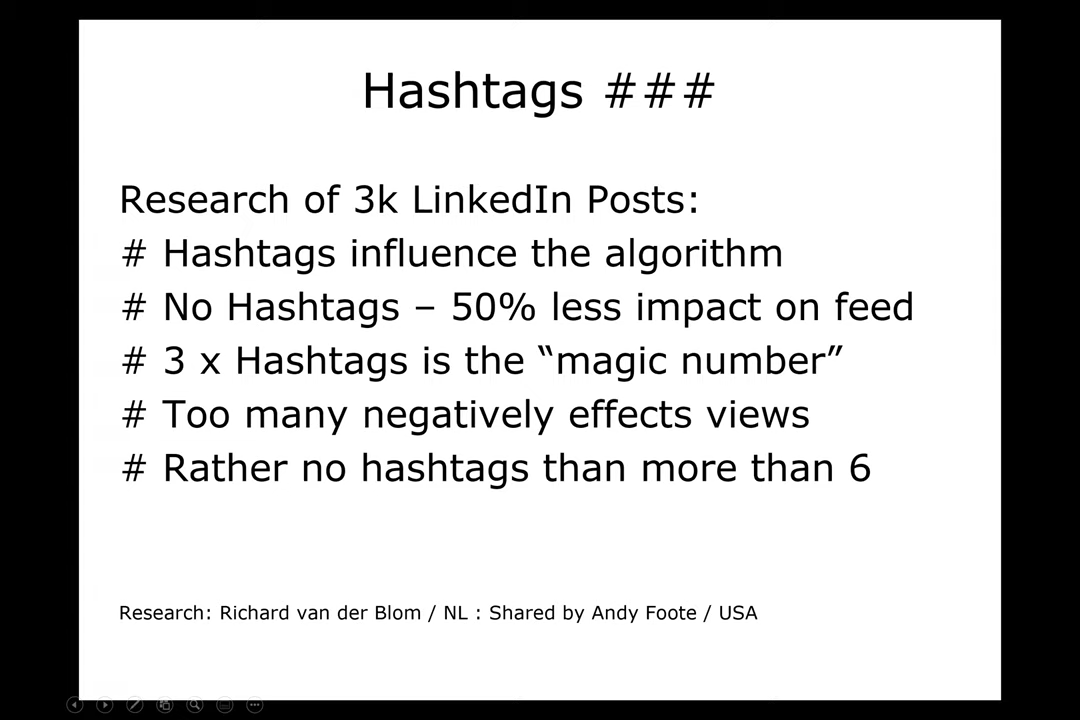 Hashtags ###
Research of 3k LinkedIn Posts:
# Hashtags influence the algorithm
# No Hashtags – 50% less impact on feed
# 3 x Hashtags is the “magic number”
# Too many negatively effects views
# Rather no hashtags than more than 6
Research: Richard van der Blom / NL : Shared by Andy Foote / USA